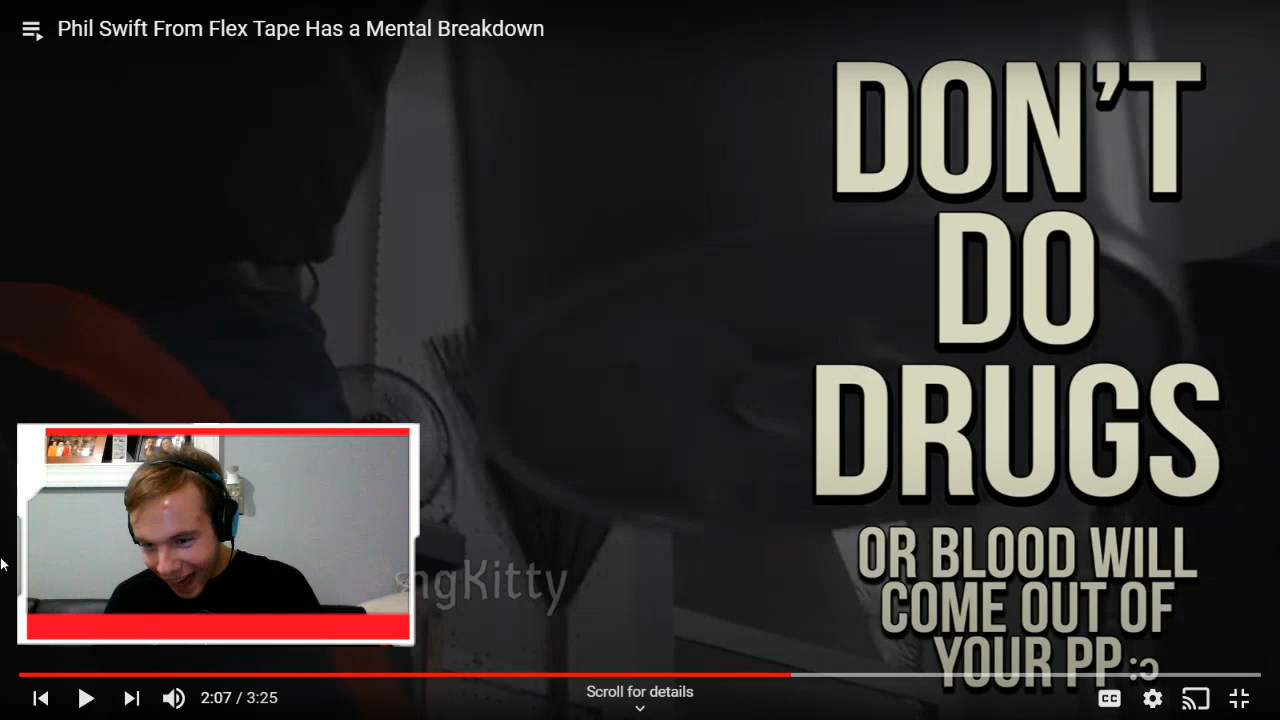 Phil Swift From Flex Tape Has a Mental Breakdown
DON'T
DO
DRUGS
OR BLOOD WILL
COME OUT OF
YOUR PP :ɔ
ngKitty
Scroll for details
2:07 / 3:25
CC